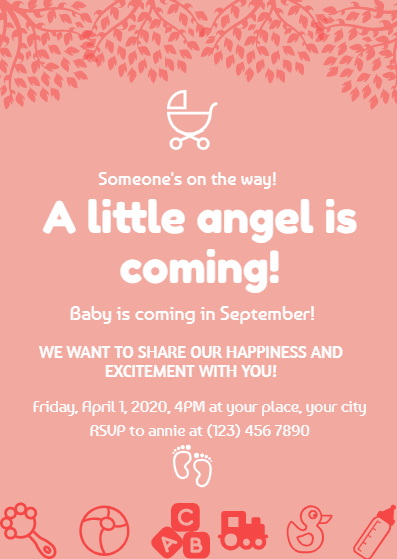 Someone's on the way!
A little angel is
coming!
Baby is coming in September!
WE WANT TO SHARE OUR HAPPINESS AND
EXCITEMENT WITH YOU!
Friday, April 1, 2020, 4PM at your place, your city
RSUP to annie at (123) 456 7890
C
A B